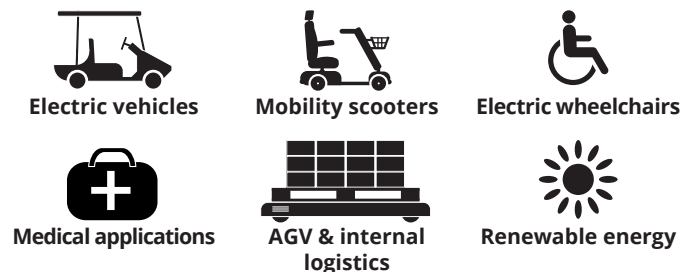 Electric vehicles
Mobility scooters
Electric wheelchairs
Medical applications
AGV & internal
logistics
Renewable energy